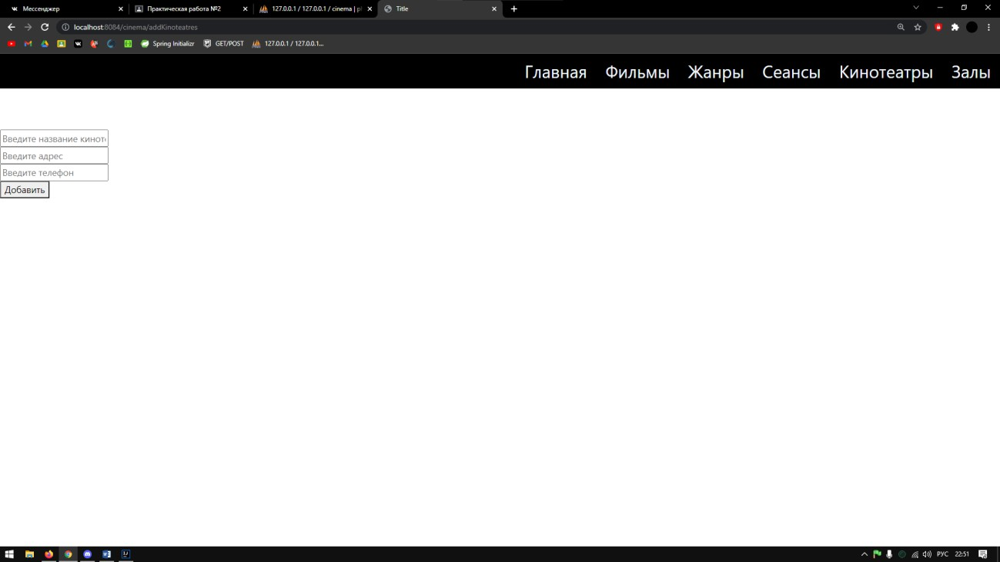 Мессенджер
Практическая работа №2
127.0.0.1 / 127.0.0.1 / cinema | pl
Title
localhost:8084/cinema/addKinoteatres
Spring Initializr
GET/POST
127.0.0.1 / 127.0.0.1...
Главная Фильмы Жанры Сеансы Кинотеатры Залы
Введите название киноте
Введите адрес
Введите телефон
Добавить
РУС 22:51